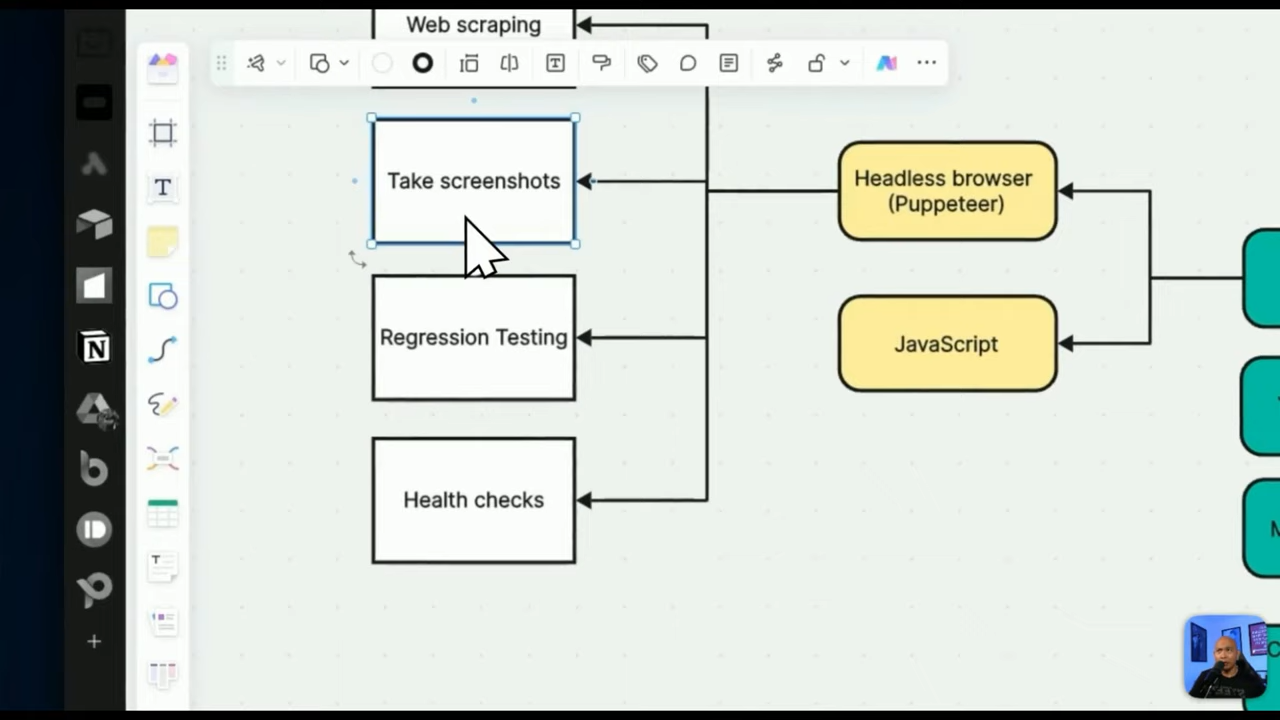 Web scraping
T
T
Take screenshots
Headless browser
(Puppeteer)
Regression Testing
JavaScript
Health checks
N
b
T